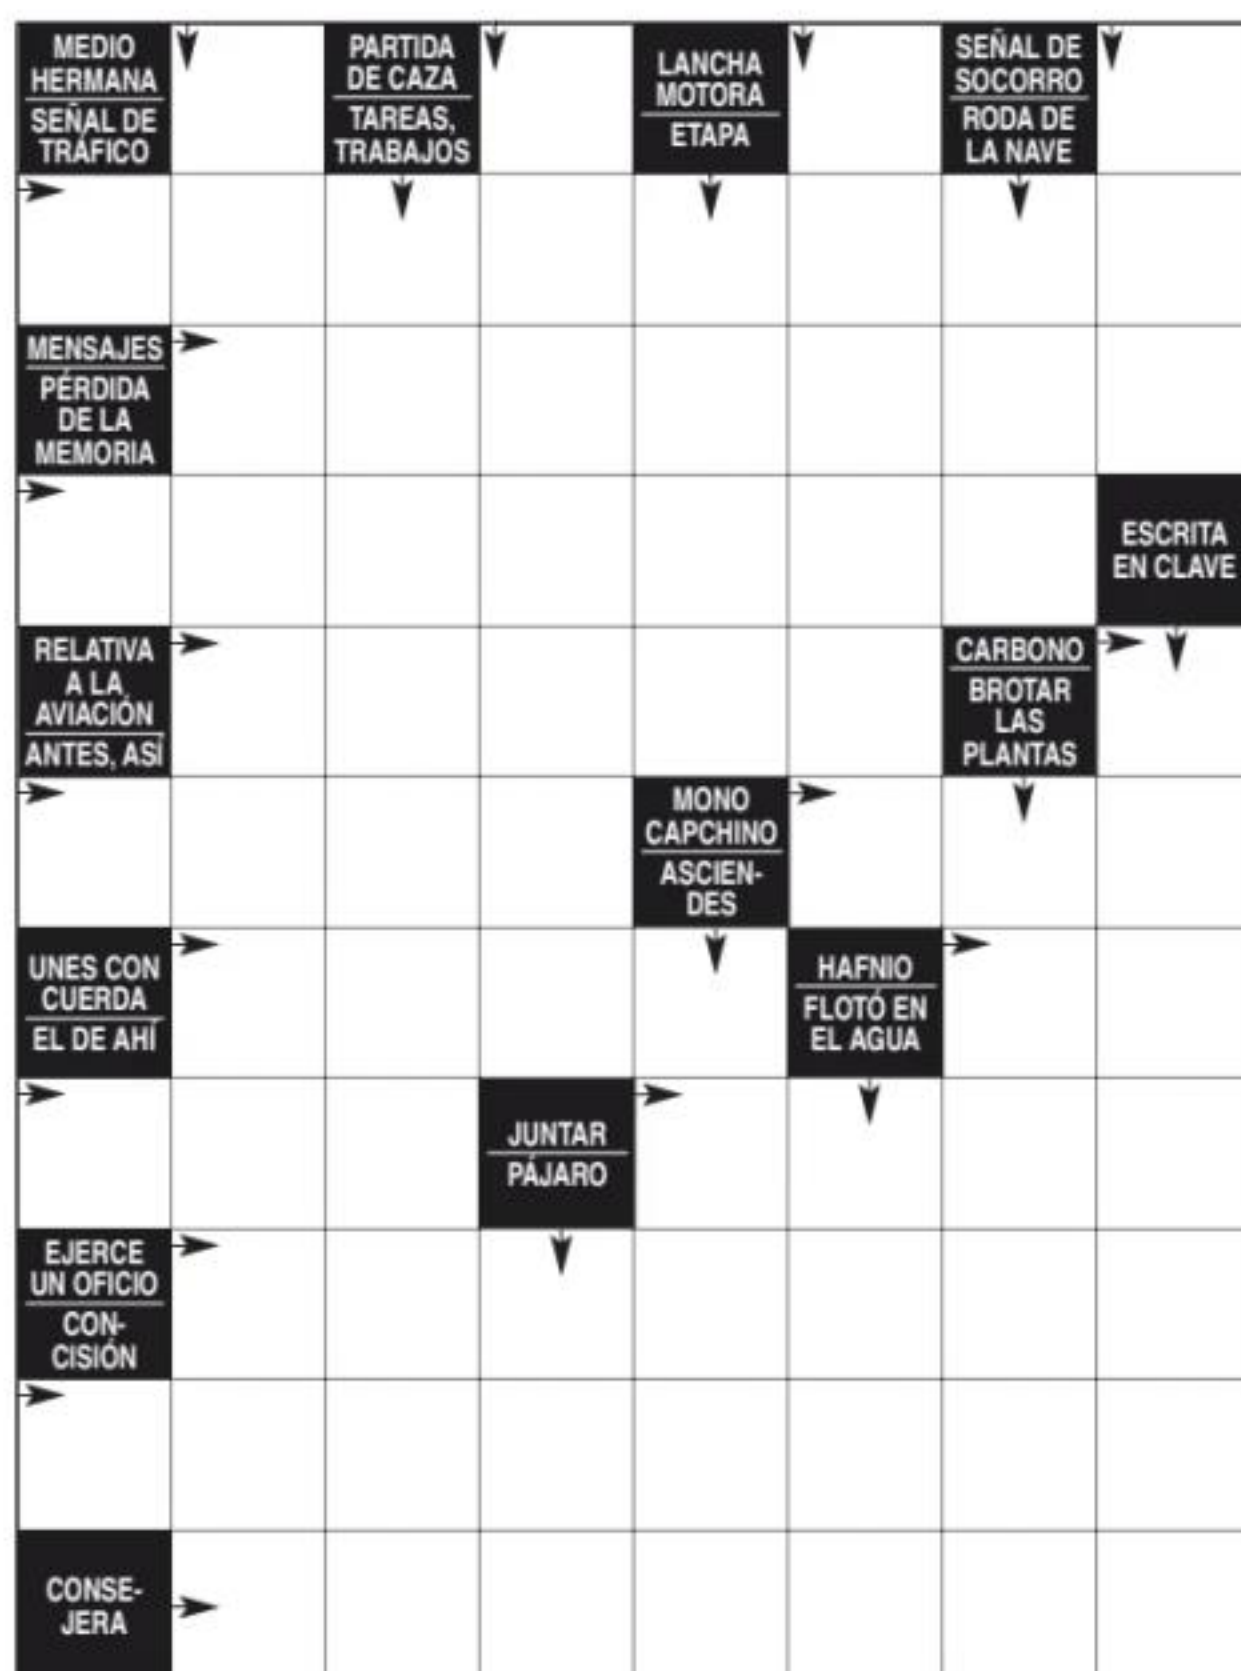 MEDIO
HERMANA
SEÑAL DE
TRÁFICO
PARTIDA
DE CAZA
TAREAS,
TRABAJOS
LANCHA
MOTORA
ETAPA
SEÑAL DE
SOCORRO
RODA DE
LA NAVE
MENSAJES
PÉRDIDA
DE LA
MEMORIA
ESCRITA
EN CLAVE
RELATIVA
A LA
AVIACIÓN
ANTES, ASÍ
CARBONO
BROTAR
LAS
PLANTAS
MONO
CAPCHINO
ASCIEN-
DES
UNES CON
CUERDA
EL DE AHÍ
HAFNIO
FLOTÓ EN
EL AGUA
JUNTAR
PÁJARO
EJERCE
UN OFICIO
CON-
CISIÓN
CONSE-
JERA